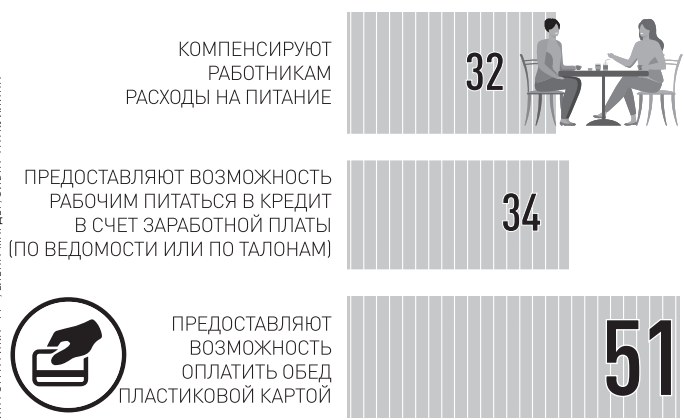 КОМПЕНСИРУЮТ
РАБОТНИКАМ
РАСХОДЫ НА ПИТАНИЕ
32
ПРЕДОСТАВЛЯЮТ ВОЗМОЖНОСТЬ
РАБОЧИМ ПИТАТЬСЯ В КРЕДИТ
В СЧЕТ ЗАРАБОТНОЙ ПЛАТЫ
(ПО ВЕДОМОСТИ ИЛИ ПО ТАЛОНАМ)
34
ПРЕДОСТАВЛЯЮТ
ВОЗМОЖНОСТЬ
ОПЛАТИТЬ ОБЕД
ПЛАСТИКОВОЙ КАРТОЙ
51